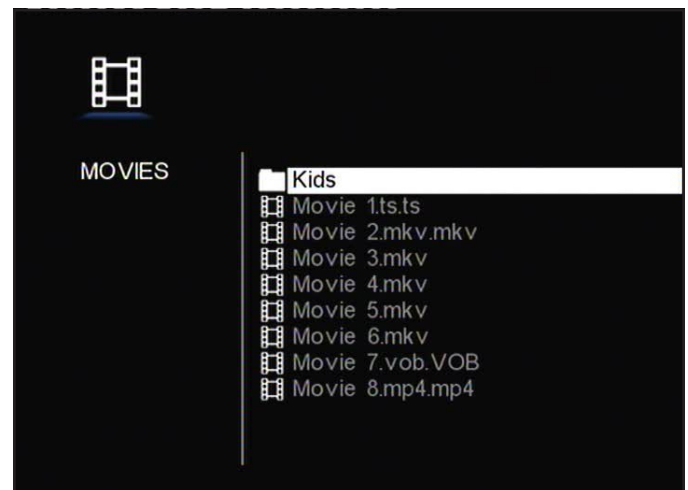 MOVIES
Kids
Movie 1.ts.ts
Movie 2.mkv.mkv
Movie 3.mkv
Movie 4.mkv
Movie 5.mkv
Movie 6.mkv
Movie 7.vob.VOB
Movie 8.mp4.mp4